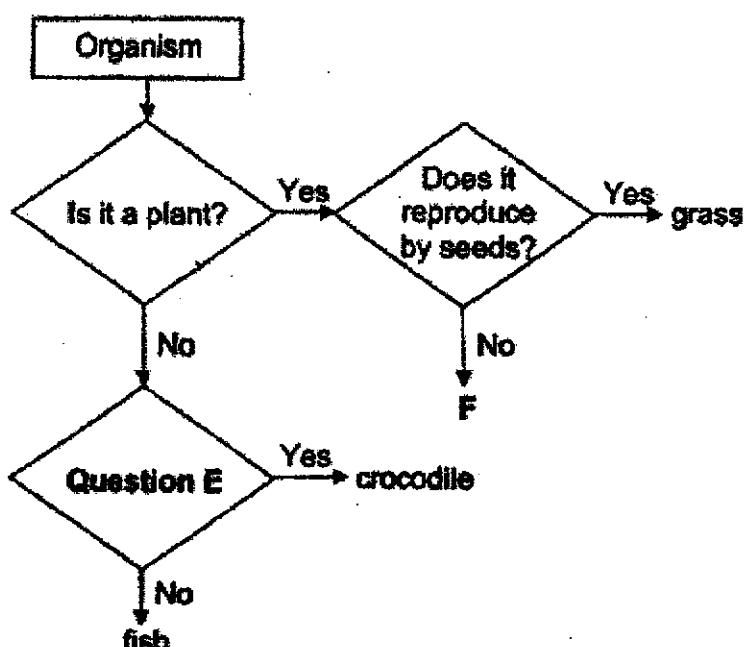 Organism
Is it a plant?
Yes
Does it
reproduce
by seeds?
Yes
grass
No
No
F
Question E
Yes
crocodile
No
fish